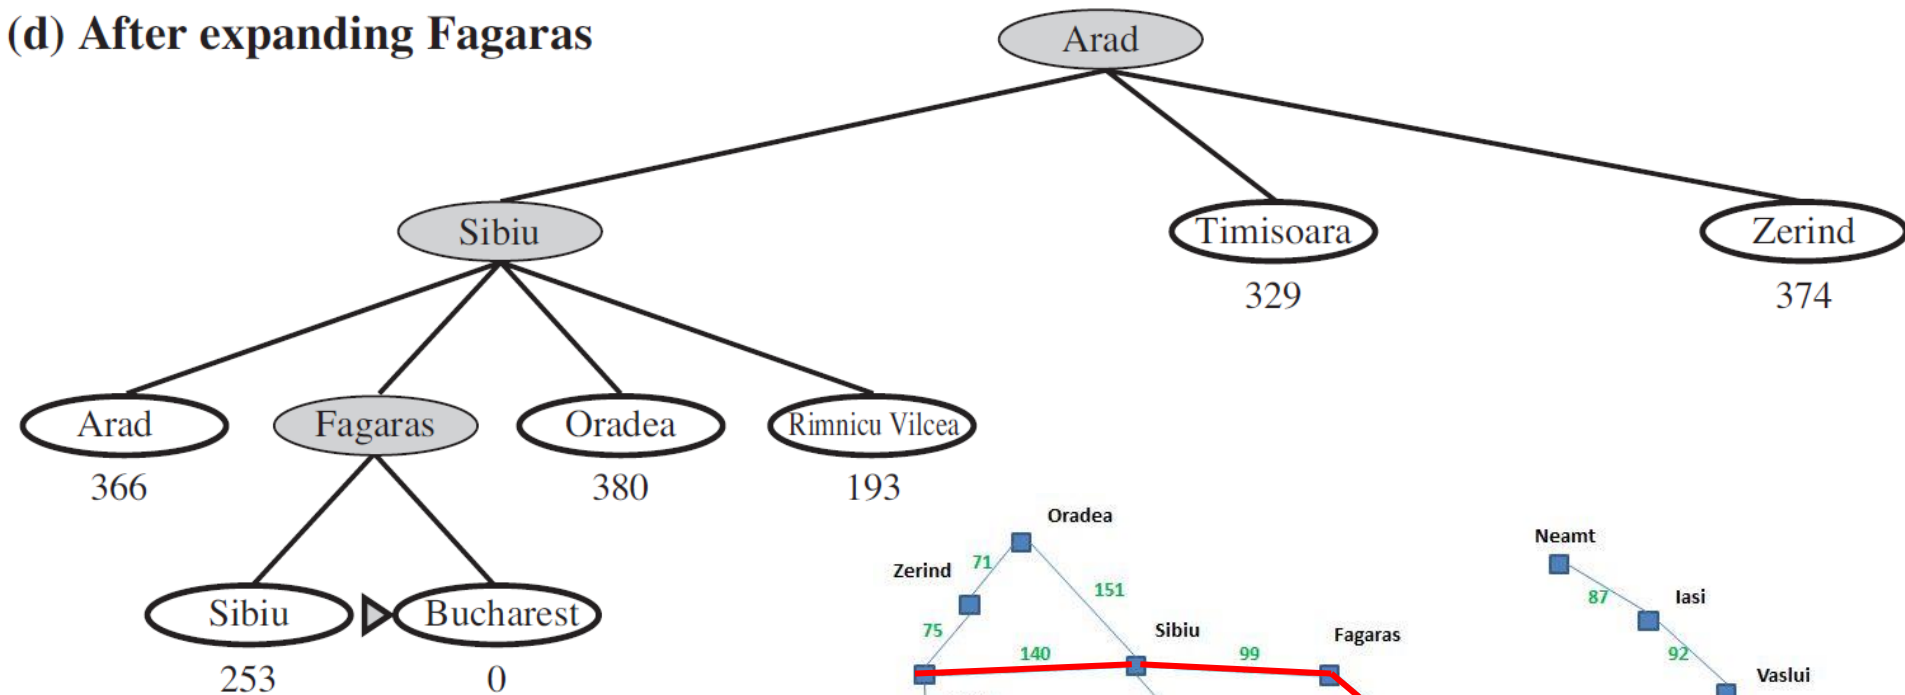 (d) After expanding Fagaras
Arad
Sibiu
Timisoara
Zerind
329
374
Arad
Fagaras
Oradea
Rimnicu Vilcea
366
380
193
Sibiu
Bucharest
253
0
Oradea
Neamt
71
Zerind
151
87
Iasi
75
Sibiu
Fagaras
140
99
92
Vaslui